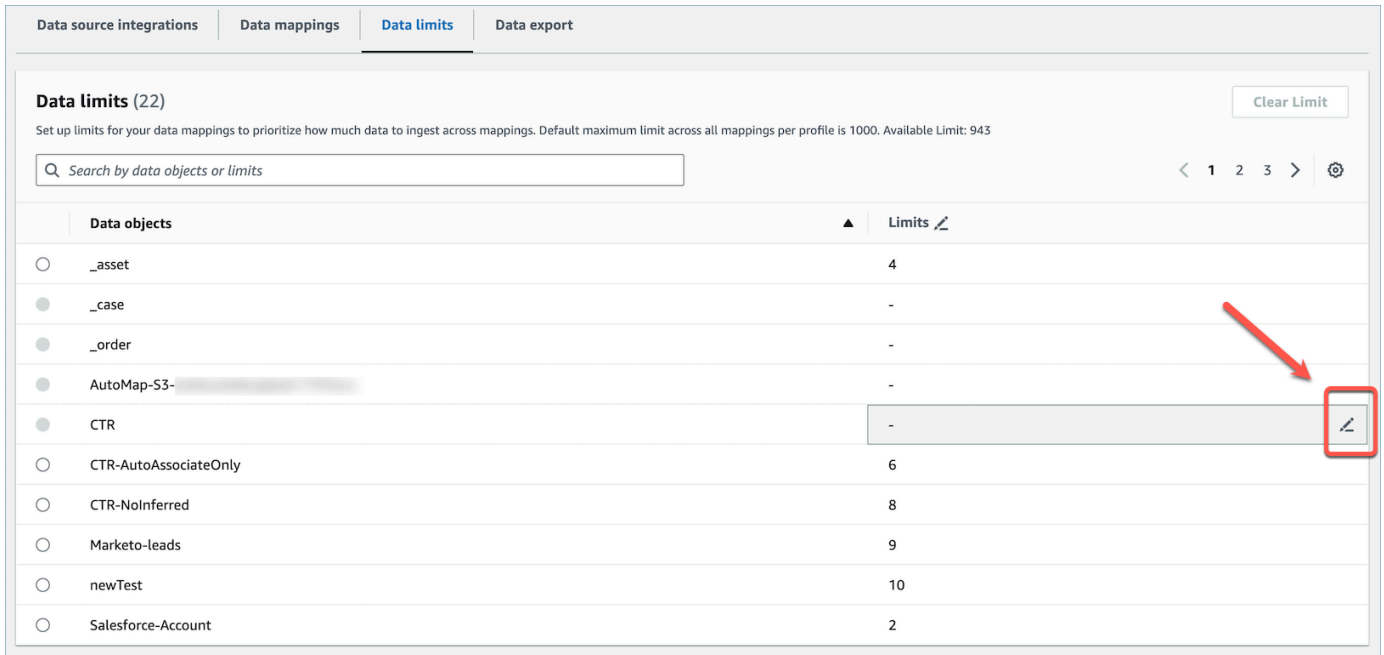 Data source integrations Data mappings Data limits Data export
Data limits (22)
Clear Limit
Set up limits for your data mappings to prioritize how much data to ingest across mappings. Default maximum limit across all mappings per profile is 1000. Available Limit: 943
Search by data objects or limits
1 2 3
Data objects Limits
_asset 4
_case -
_order -
AutoMap-S3- -
CTR -
CTR-AutoAssociateOnly 6
CTR-NoInferred 8
Marketo-leads 9
newTest 10
Salesforce-Account 2